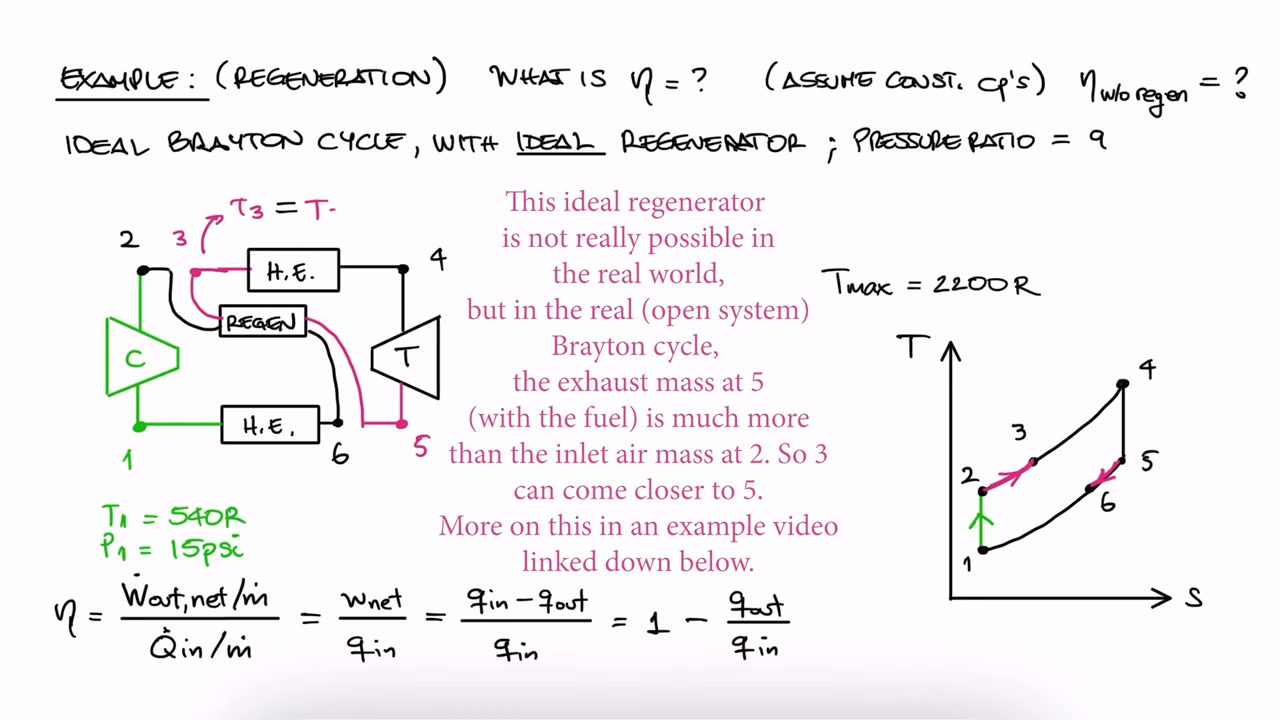 EXAMPLE: (REGENERATION) WHAT IS η = ? (ASSUME CONST. cp's) η w/o regen = ?
IDEAL BRAYTON CYCLE, WITH IDEAL REGENERATOR ; PRESSURE RATIO = 9
T3 = T-
2
3
H.E.
4
REGEN
C
T
H.E.
1
6
5
T1 = 540R
P1 = 15psi
This ideal regenerator
is not really possible in
the real world,
but in the real (open system)
Brayton cycle,
the exhaust mass at 5
(with the fuel) is much more
than the inlet air mass at 2. So 3
can come closer to 5.
More on this in an example video
linked down below.
Tmax = 2200R
T
4
3
5
2
6
1
S
η = Ẇout,net/ṁ / Q̇in/ṁ = wnet / qin = qin - qout / qin = 1 - qout / qin